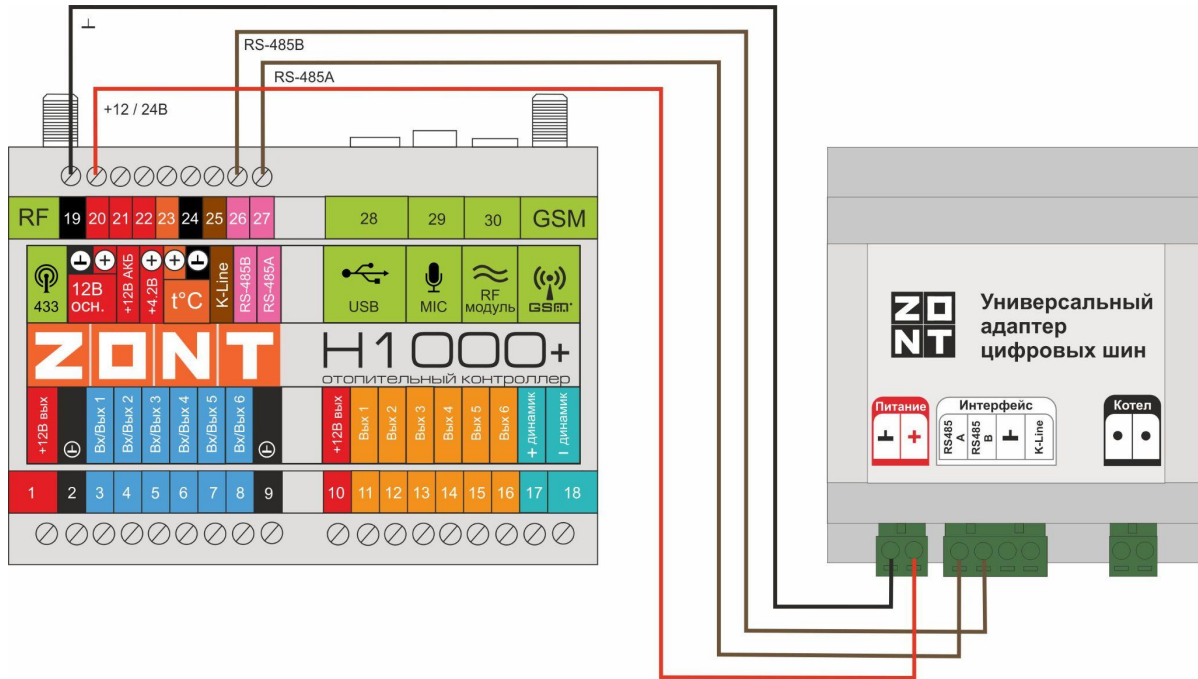 ⊥
RS-485B
RS-485A
+12 / 24В
RF 19 20 21 22 23 24 25 26 27 28 29 30 GSM
433
12В
осн.
+12В АКБ
+4.2В
t°C
K-Line
RS-485B
RS-485A
USB
MIC
RF
модуль
GSM
ZONT
H1000+
отопительный контроллер
+12В вых
Вх/Вых 1
Вх/Вых 2
Вх/Вых 3
Вх/Вых 4
Вх/Вых 5
Вх/Вых 6
+12В вых
Вых 1
Вых 2
Вых 3
Вых 4
Вых 5
Вых 6
+ динамик
– динамик
1 2 3 4 5 6 7 8 9 10 11 12 13 14 15 16 17 18
ZONT
Универсальный
адаптер
цифровых шин
Питание
⊥ +
Интерфейс
RS485
A
RS485
B
⊥
K-Line
Котел